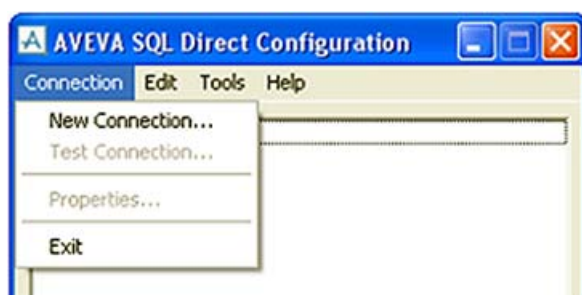 AVEVA SQL Direct Configuration
Connection Edit Tools Help
New Connection...
Test Connection...
Properties...
Exit